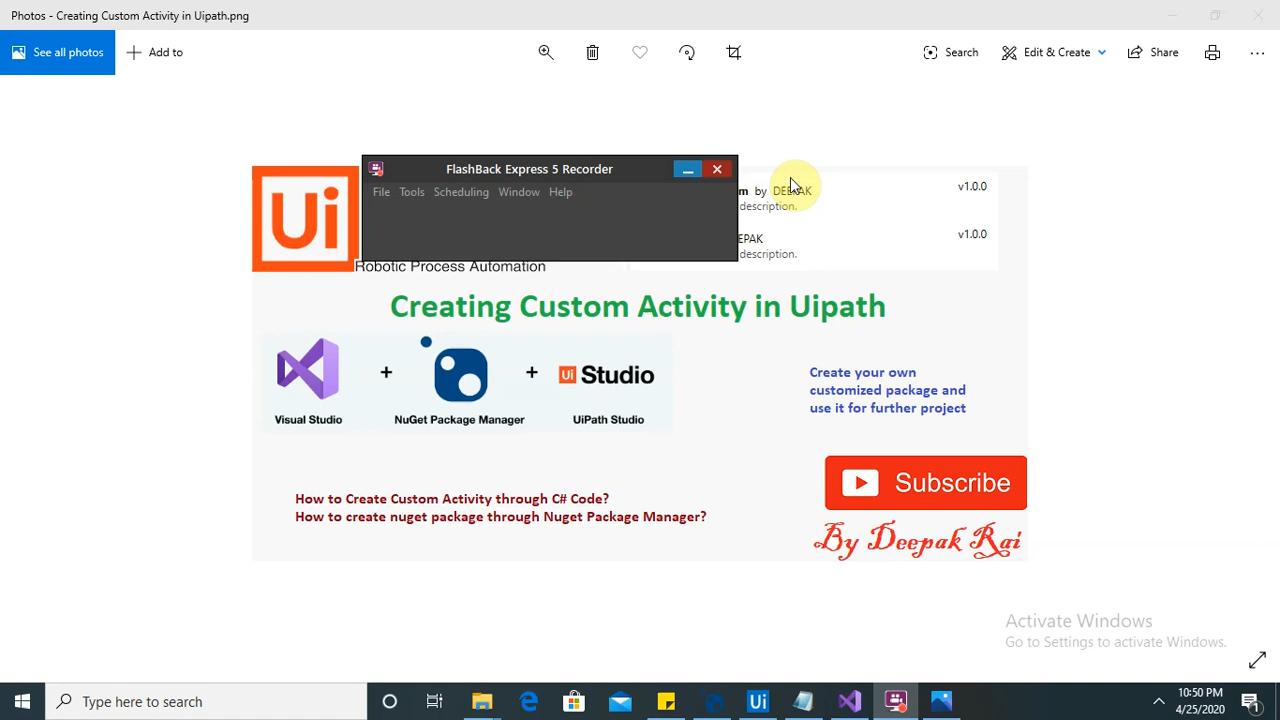 Photos - Creating Custom Activity in Uipath.png
See all photos
Add to
Search
Edit & Create
Share
FlashBack Express 5 Recorder
File Tools Scheduling Window Help
Ui
m by DEEPAK
v1.0.0
description.
EPAK
v1.0.0
description.
Robotic Process Automation
Creating Custom Activity in Uipath
+
+
Ui Studio
Visual Studio
NuGet Package Manager
UiPath Studio
Create your own
customized package and
use it for further project
Subscribe
How to Create Custom Activity through C# Code?
How to create nuget package through Nuget Package Manager?
By Deepak Rai
Activate Windows
Go to Settings to activate Windows.
Type here to search
Ui
10:50 PM
4/25/2020
1